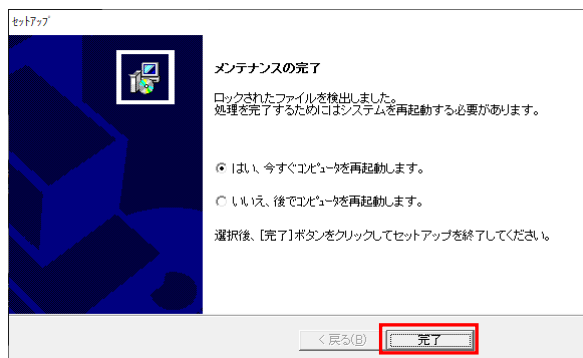 セットアップ
メンテナンスの完了
ロックされたファイルを検出しました。
処理を完了するためにはシステムを再起動する必要があります。
はい、今すぐコンピュータを再起動します。
いいえ、後でコンピュータを再起動します。
選択後、[完了]ボタンをクリックしてセットアップを終了してください。
< 戻る(B)
完了